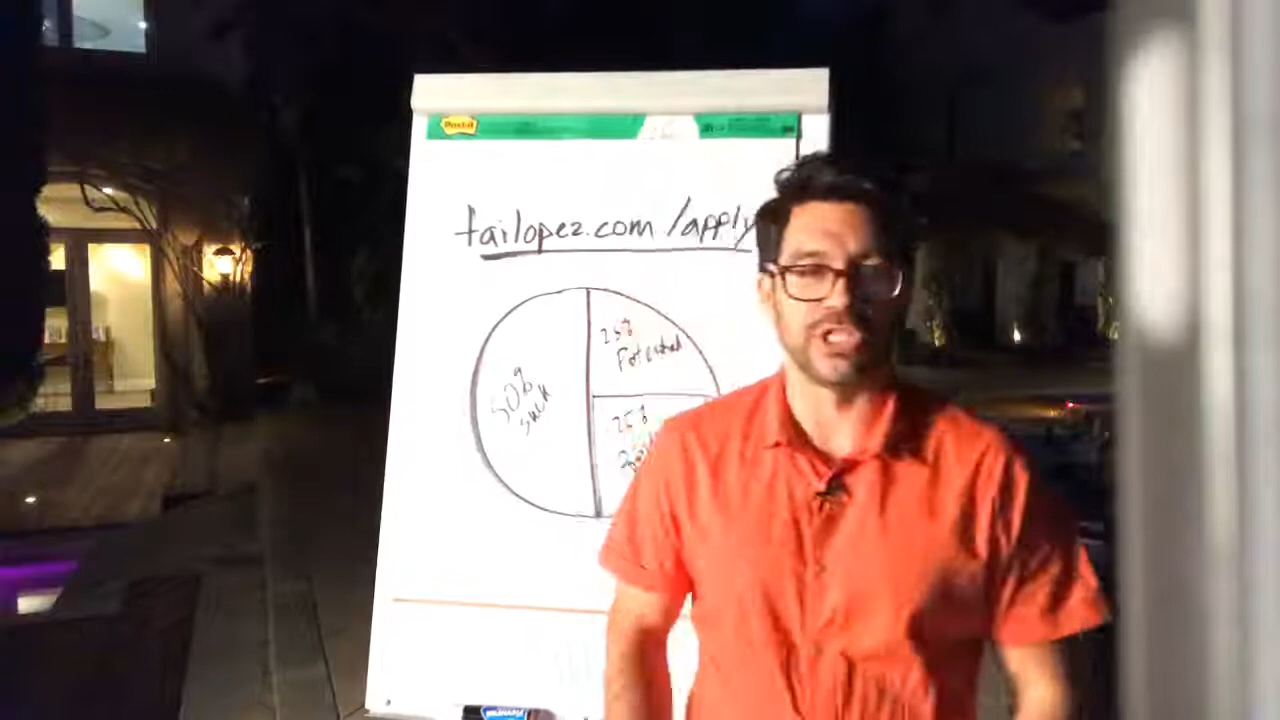 Post-it
tailopez.com/apply
25%
Potential
50%
suck
25%